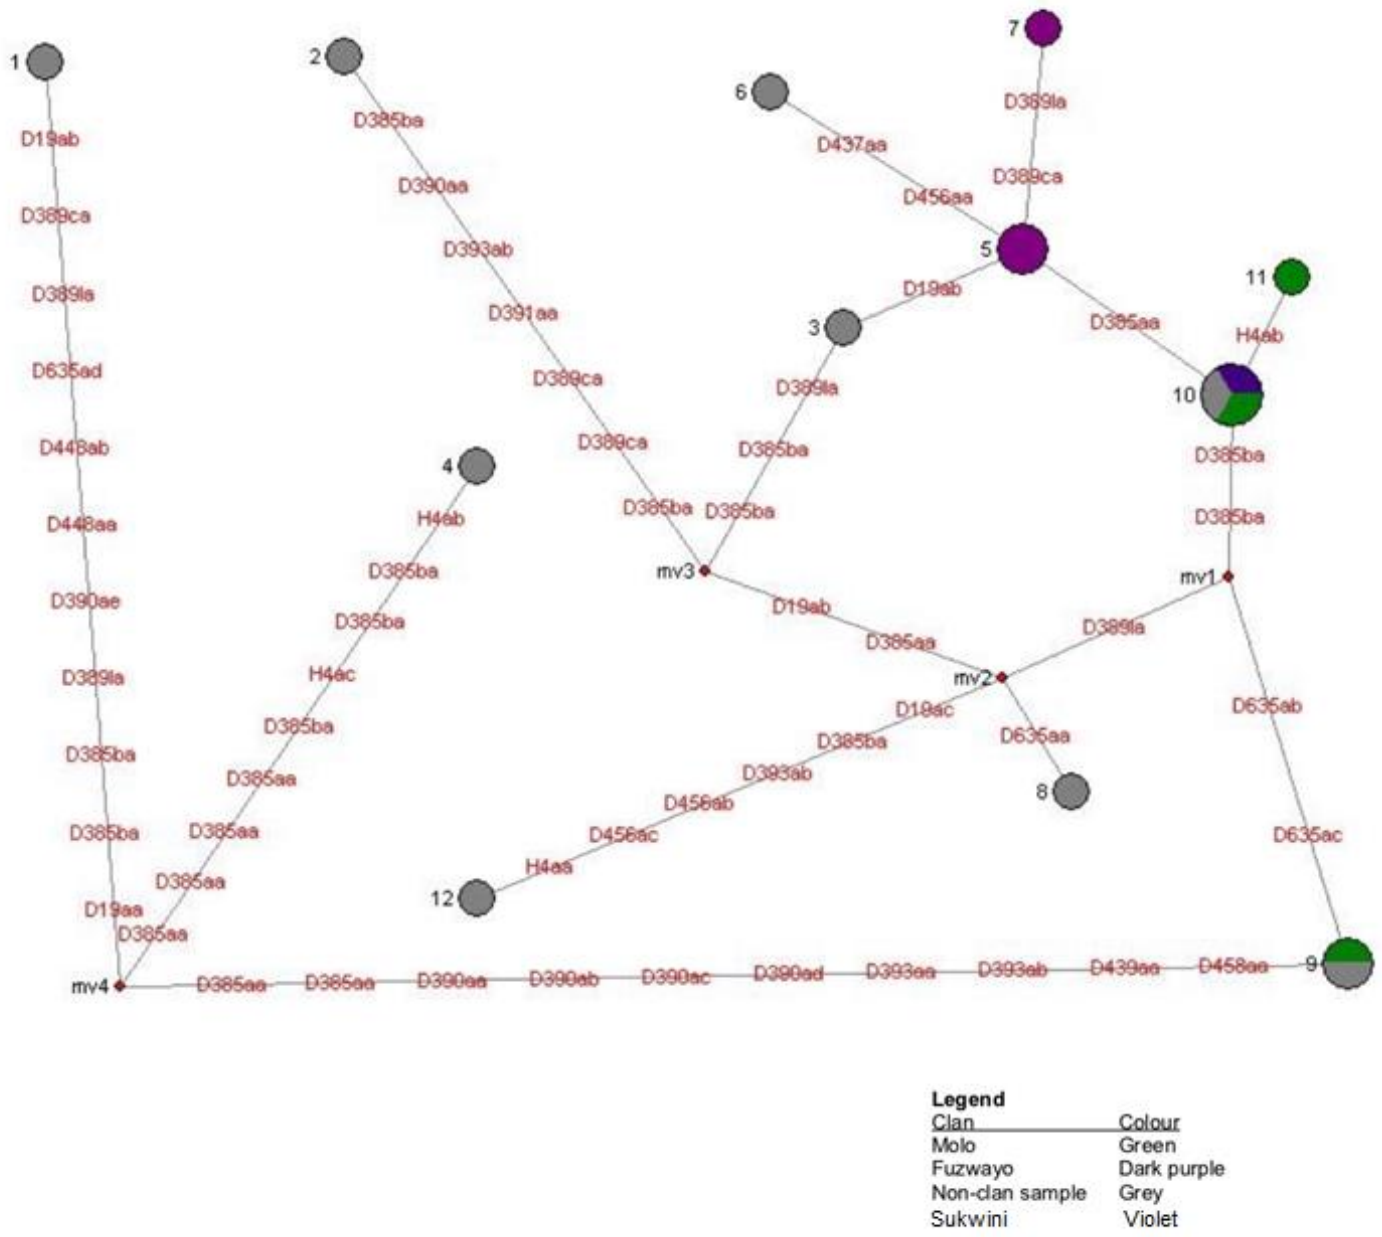 7
1
2
6
D389la
D385ba
D19ab
D437aa
D389ca
D390aa
D456aa
D389ca
D393ab
5
11
D389la
D19ab
D391aa
3
D385aa
H4ab
D635ad
D389ca
D389la
10
D448ab
D389ca
D385ba
D385ba
4
D385ba
D385ba
D385ba
H4ab
D448aa
mv3
D385ba
mv1
D390ae
D19ab
D389la
D385ba
D385aa
H4ac
D389la
mv2
D19ac
D635ab
D385ba
D385ba
D385ba
D635aa
D385aa
D393ab
8
D456ab
D385ba
D385aa
D456ac
D635ac
D385aa
H4aa
12
D19aa
D385aa
mv4
D385aa
D385aa
D390aa
D390ab
D390ac
D390ad
D393aa
D393ab
D439aa
D458aa
9
Legend
Clan Colour
Molo Green
Fuzwayo Dark purple
Non-clan sample Grey
Sukwini Violet